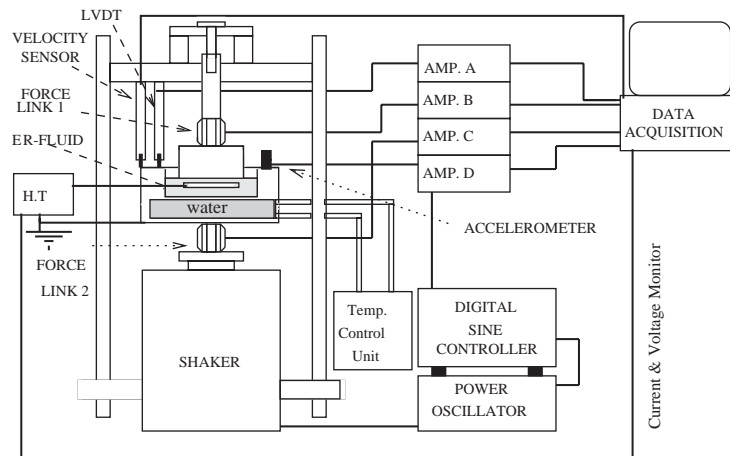 LVDT
VELOCITY
SENSOR
FORCE
LINK 1
ER-FLUID
H.T
water
FORCE
LINK 2
SHAKER
AMP. A
AMP. B
AMP. C
AMP. D
DATA
ACQUISITION
ACCELEROMETER
Temp.
Control
Unit
DIGITAL
SINE
CONTROLLER
POWER
OSCILLATOR
Current & Voltage Monitor